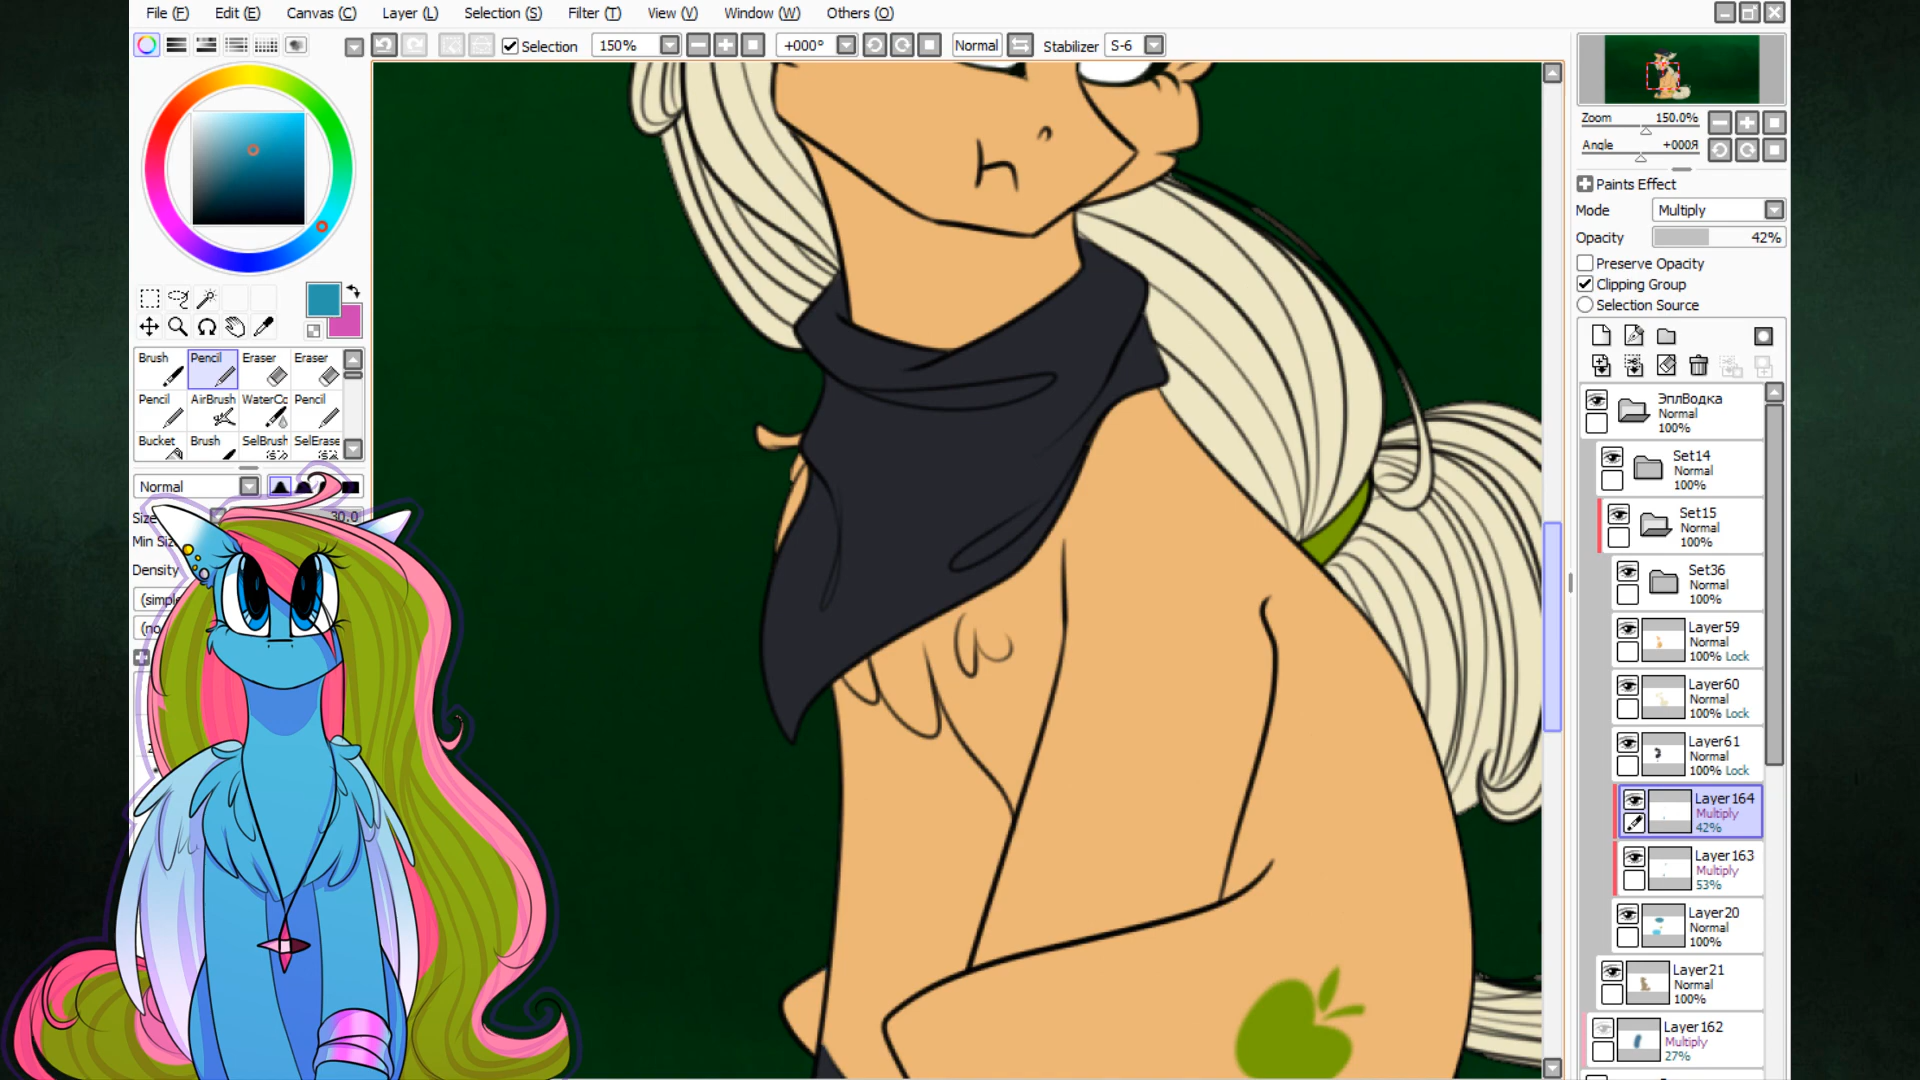 File (F) Edit (E) Canvas (C) Layer (L) Selection (S) Filter (T) View (V) Window (W) Others (O)
Selection 150% +000° Normal Stabilizer S-6
Zoom 150.0%
Angle +000Я
Paints Effect
Mode Multiply
Opacity 42%
Preserve Opacity
Clipping Group
Selection Source
Brush Pencil Eraser Eraser
Pencil AirBrush WaterCo Pencil
Bucket Brush SelBrush SelErase
Normal
Size 30.0
Min Siz
Density
(simple
(no
ЭплВодка
Normal
100%
Set14
Normal
100%
Set15
Normal
100%
Set36
Normal
100%
Layer59
Normal
100% Lock
Layer60
Normal
100% Lock
Layer61
Normal
100% Lock
Layer164
Multiply
42%
Layer163
Multiply
53%
Layer20
Normal
100%
Layer21
Normal
100%
Layer162
Multiply
27%